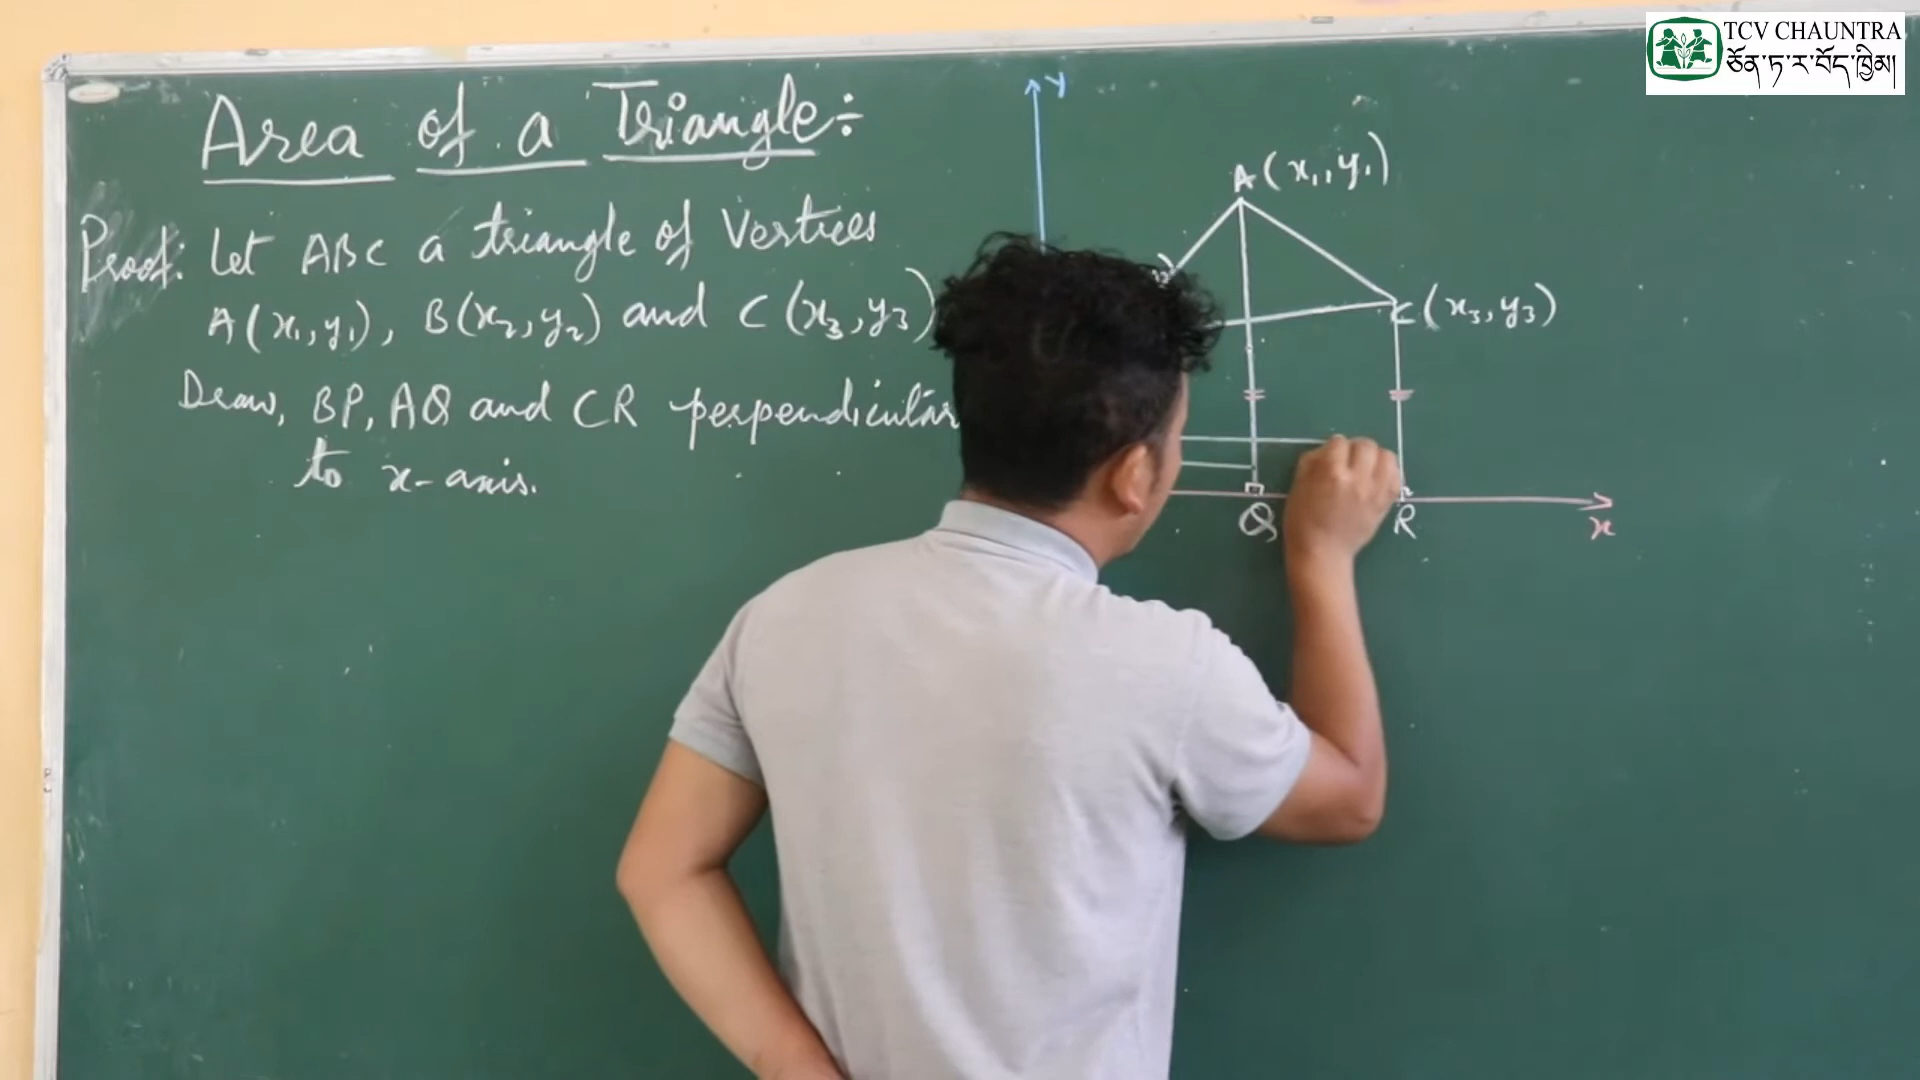 TCV CHAUNTRA
ཅོན་ཏ་ར་བོད་ཁྱིམ།
Area of a Triangle÷
Proof: Let ABC a triangle of Vertices
A(x₁,y₁), B(x₂,y₂) and C(x₃,y₃)
Draw, BP, AQ and CR perpendicular
to x-axis.
Y
A(x₁,y₁)
C(x₃,y₃)
Q
R
x